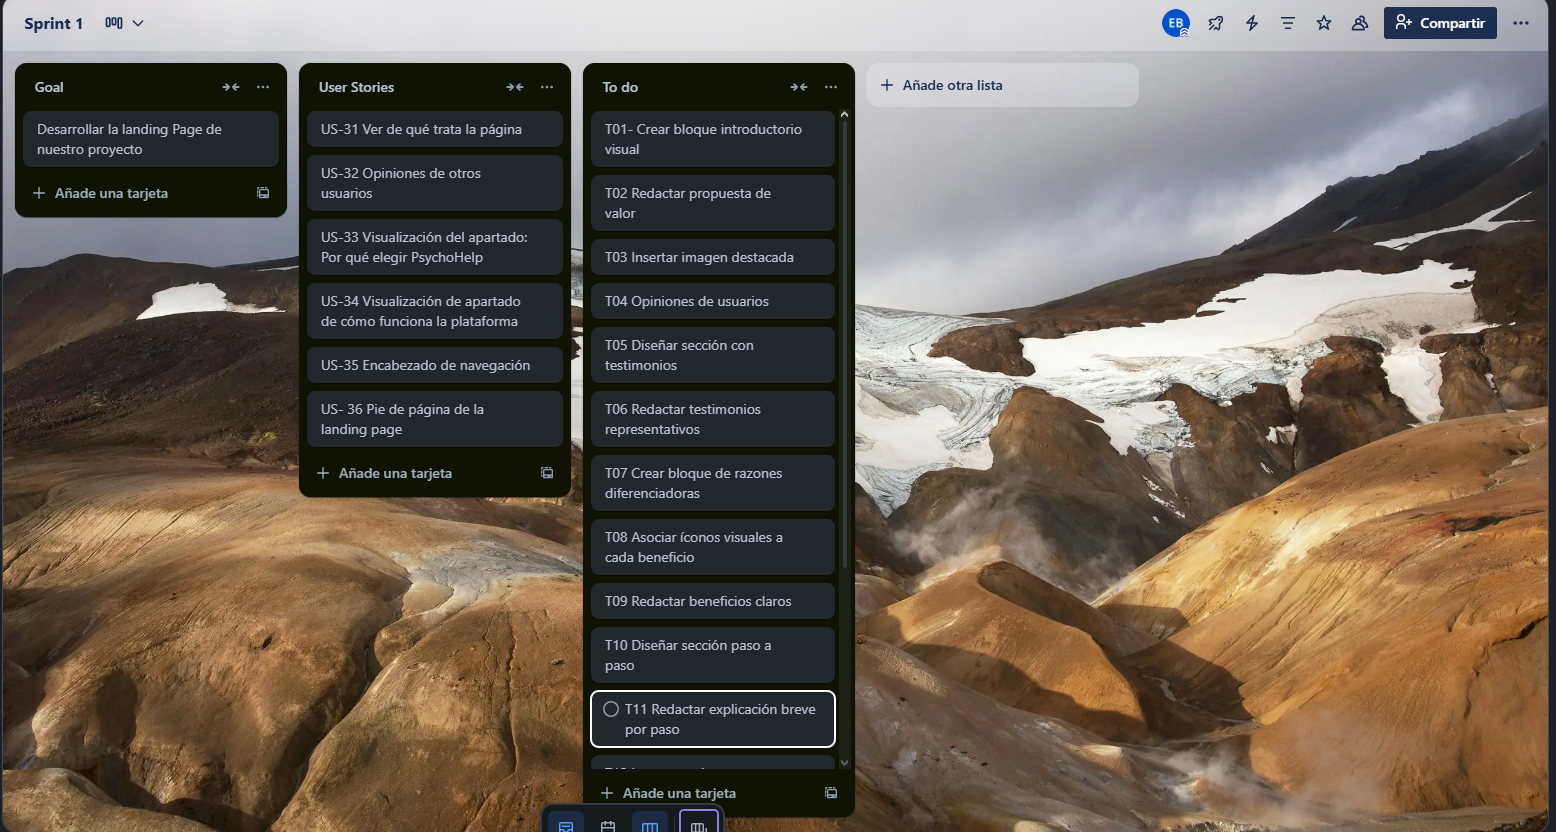 Sprint 1
EB
Compartir
Goal
Desarrollar la landing Page de
nuestro proyecto
Añade una tarjeta
User Stories
US-31 Ver de qué trata la página
US-32 Opiniones de otros
usuarios
US-33 Visualización del apartado:
Por qué elegir PsychoHelp
US-34 Visualización de apartado
de cómo funciona la plataforma
US-35 Encabezado de navegación
US- 36 Pie de página de la
landing page
Añade una tarjeta
To do
T01- Crear bloque introductorio
visual
T02 Redactar propuesta de
valor
T03 Insertar imagen destacada
T04 Opiniones de usuarios
T05 Diseñar sección con
testimonios
T06 Redactar testimonios
representativos
T07 Crear bloque de razones
diferenciadoras
T08 Asociar íconos visuales a
cada beneficio
T09 Redactar beneficios claros
T10 Diseñar sección paso a
paso
T11 Redactar explicación breve
por paso
Añade una tarjeta
Añade otra lista